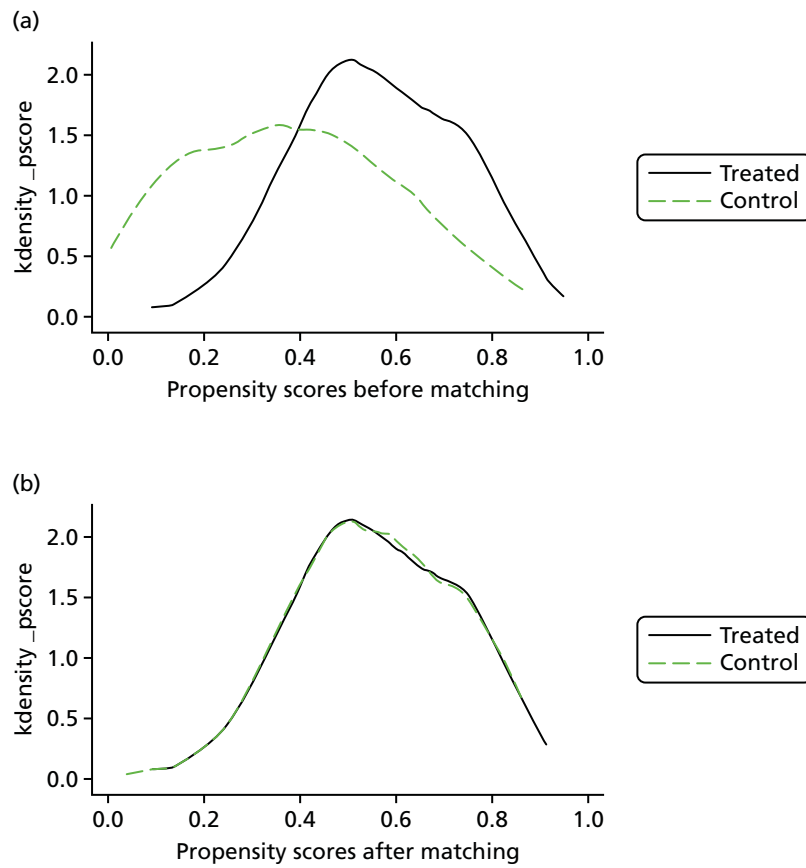 (a)
kdensity _pscore
2.0
1.5
1.0
0.5
0.0
0.0 0.2 0.4 0.6 0.8 1.0
Propensity scores before matching
Treated
Control
(b)
kdensity _pscore
2.0
1.5
1.0
0.5
0.0
0.0 0.2 0.4 0.6 0.8 1.0
Propensity scores after matching
Treated
Control